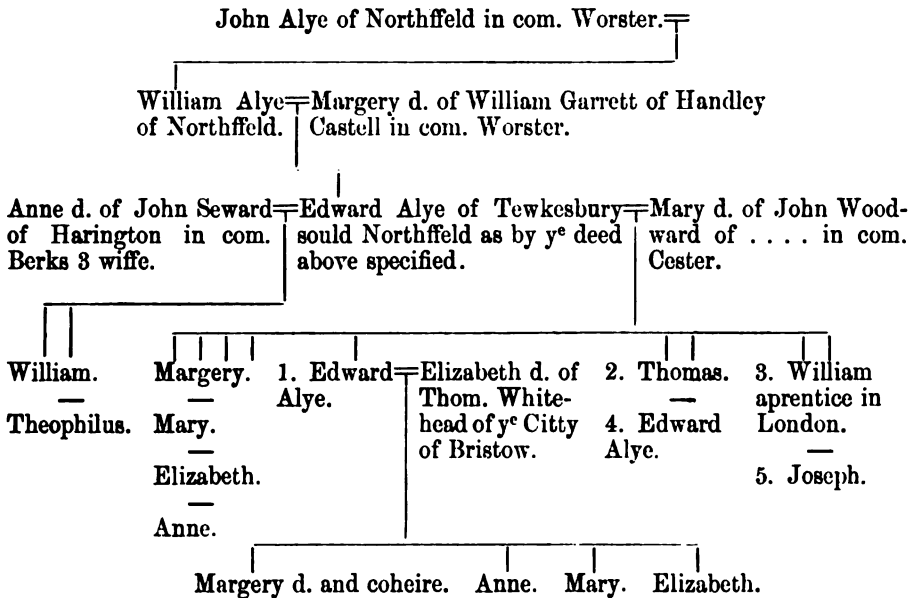 John Alye of Northffeld in com. Worster.
William Alye
of Northffeld.
Margery d. of William Garrett of Handley
Castell in com. Worster.
Anne d. of John Seward
of Harington in com.
Berks 3 wiffe.
Edward Alye of Tewkesbury
sould Northffeld as by yᵉ deed
above specified.
Mary d. of John Wood-
ward of . . . . in com.
Cester.
William.
Theophilus.
Margery.
Mary.
Elizabeth.
Anne.
1. Edward
Alye.
Elizabeth d. of
Thom. White-
head of yᵉ Citty
of Bristow.
2. Thomas.
4. Edward
Alye.
3. William
aprentice in
London.
5. Joseph.
Margery d. and coheire. Anne. Mary. Elizabeth.